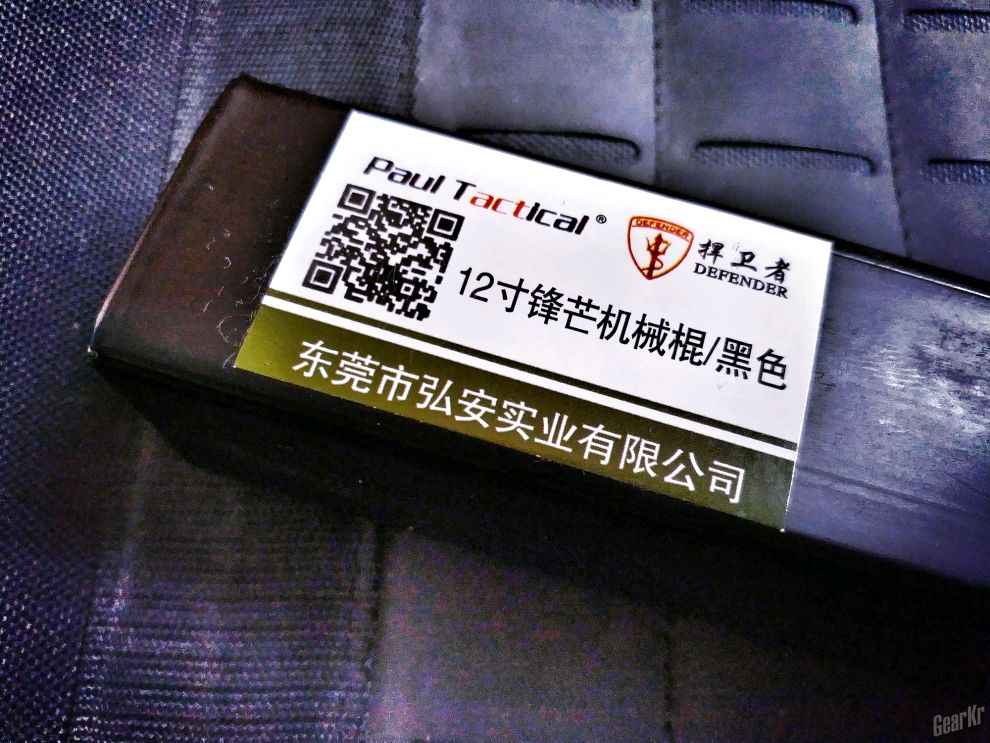 Paul Tactical®
DEFENDER
捍卫者
DEFENDER
12寸锋芒机械棍/黑色
东莞市弘安实业有限公司
GearKr